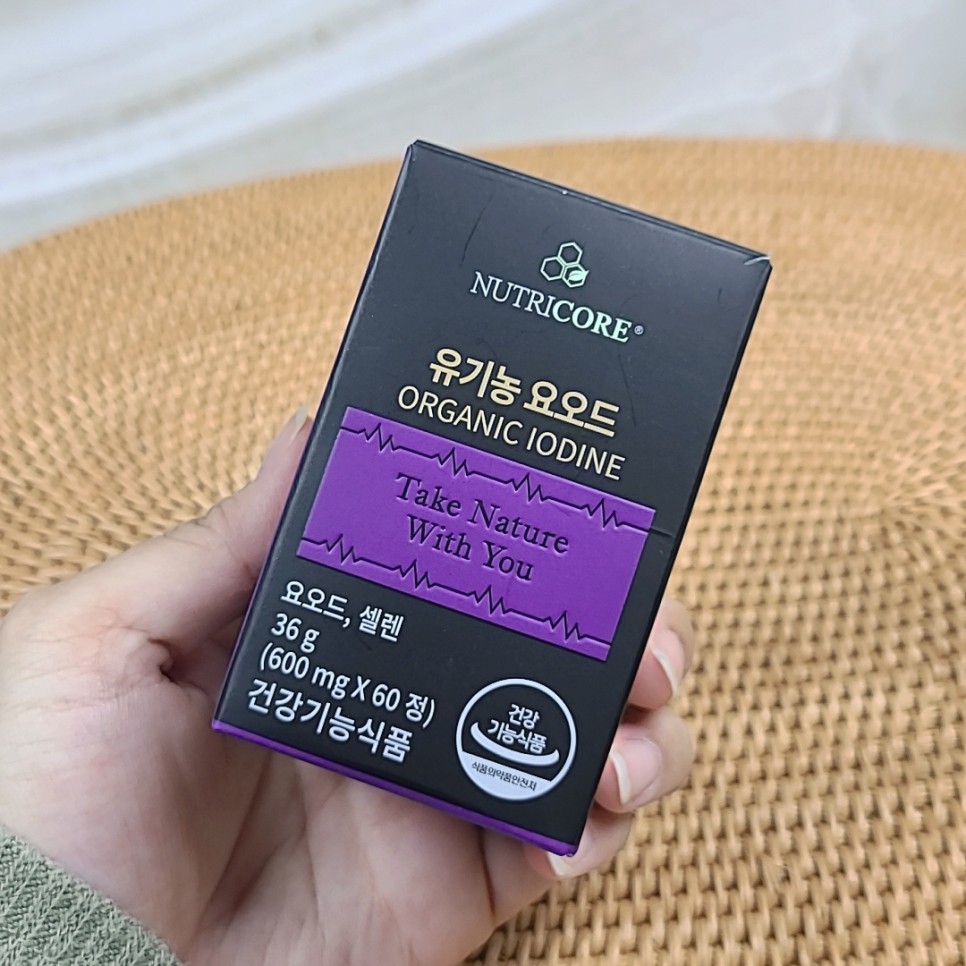 NUTRICORE®
유기농 요오드
ORGANIC IODINE
Take Nature
With You
요오드, 셀렌
36 g
(600 mg X 60 정)
건강기능식품
건강
기능식품
식품의약품안전처